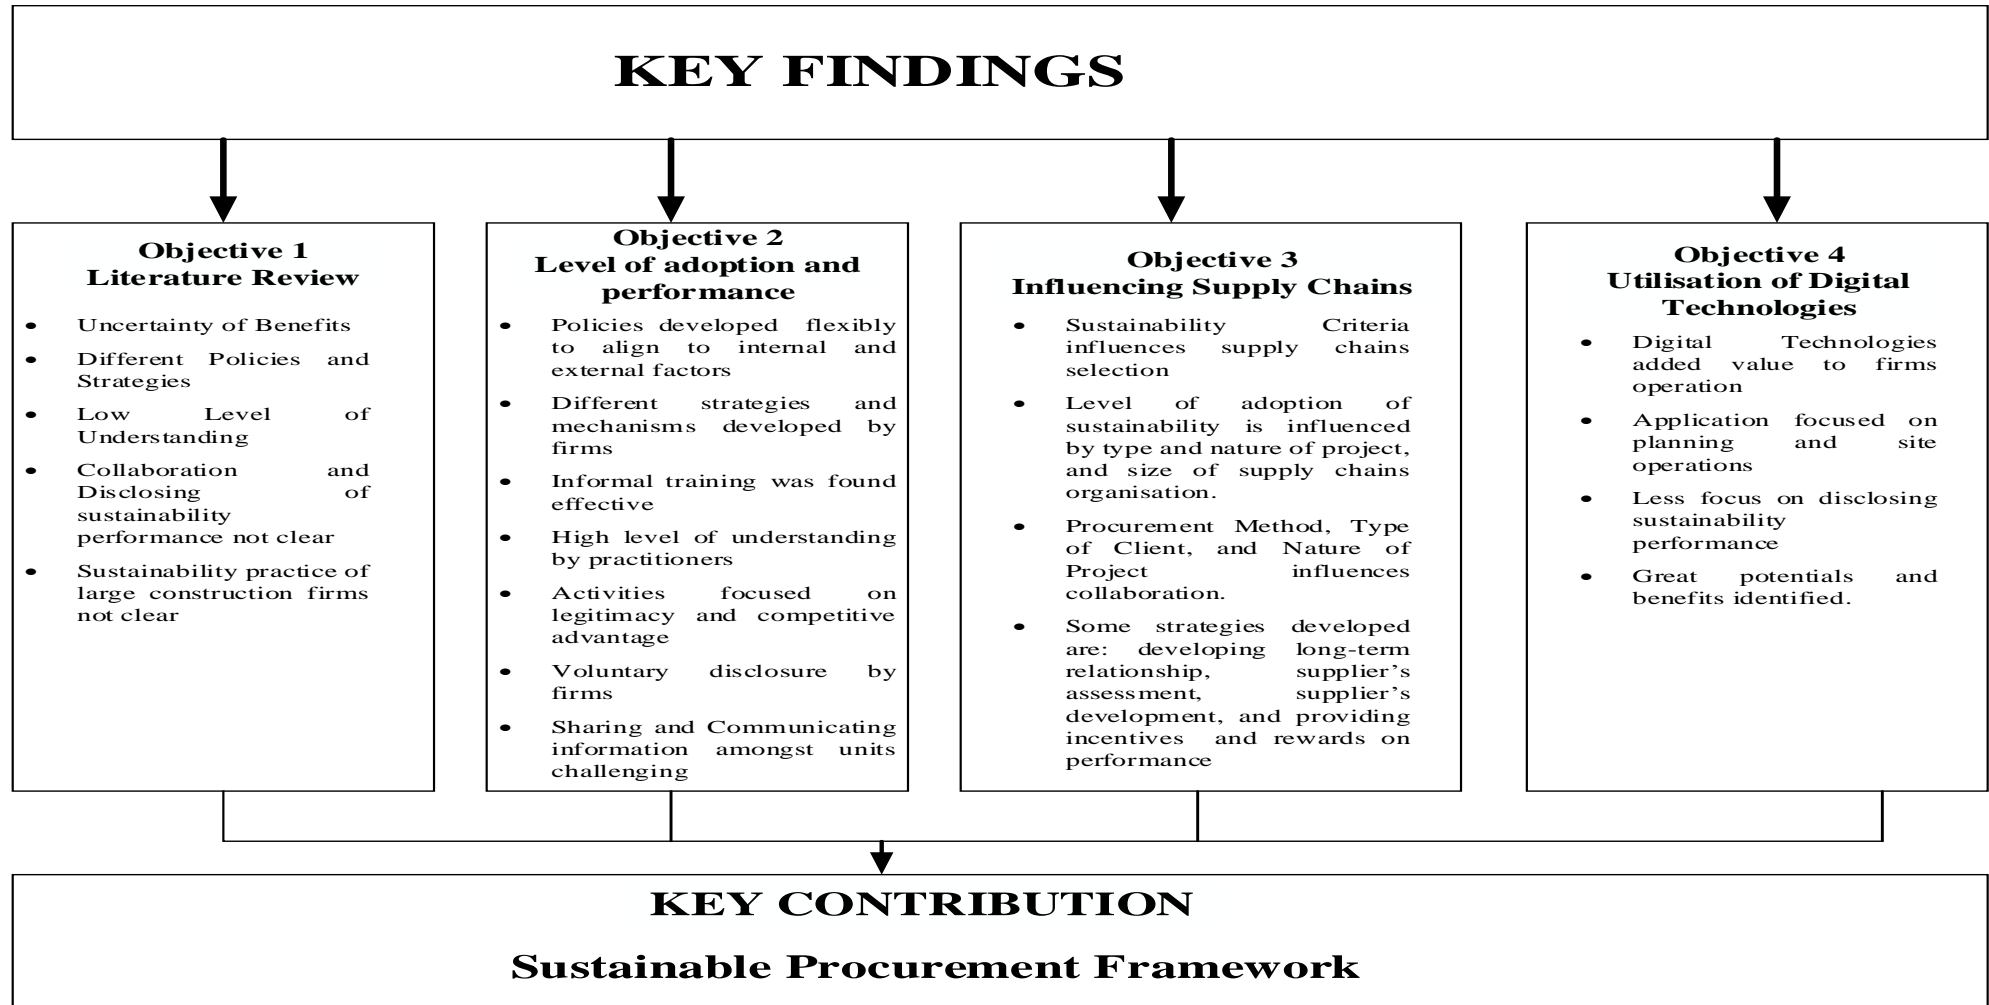 KEY FINDINGS
Objective 1
Literature Review
• Uncertainty of Benefits
• Different Policies and
Strategies
• Low Level of
Understanding
• Collaboration and
Disclosing of
sustainability
performance not clear
• Sustainability practice of
large construction firms
not clear
Objective 2
Level of adoption and
performance
• Policies developed flexibly
to align to internal and
external factors
• Different strategies and
mechanisms developed by
firms
• Informal training was found
effective
• High level of understanding
by practitioners
• Activities focused on
legitimacy and competitive
advantage
• Voluntary disclosure by
firms
• Sharing and Communicating
information amongst units
challenging
Objective 3
Influencing Supply Chains
• Sustainability Criteria
influences supply chains
selection
• Level of adoption of
sustainability is influenced
by type and nature of project,
and size of supply chains
organisation.
• Procurement Method, Type
of Client, and Nature of
Project influences
collaboration.
• Some strategies developed
are: developing long-term
relationship, supplier’s
assessment, supplier’s
development, and providing
incentives and rewards on
performance
Objective 4
Utilisation of Digital
Technologies
• Digital Technologies
added value to firms
operation
• Application focused on
planning and site
operations
• Less focus on disclosing
sustainability
performance
• Great potentials and
benefits identified.
KEY CONTRIBUTION
Sustainable Procurement Framework